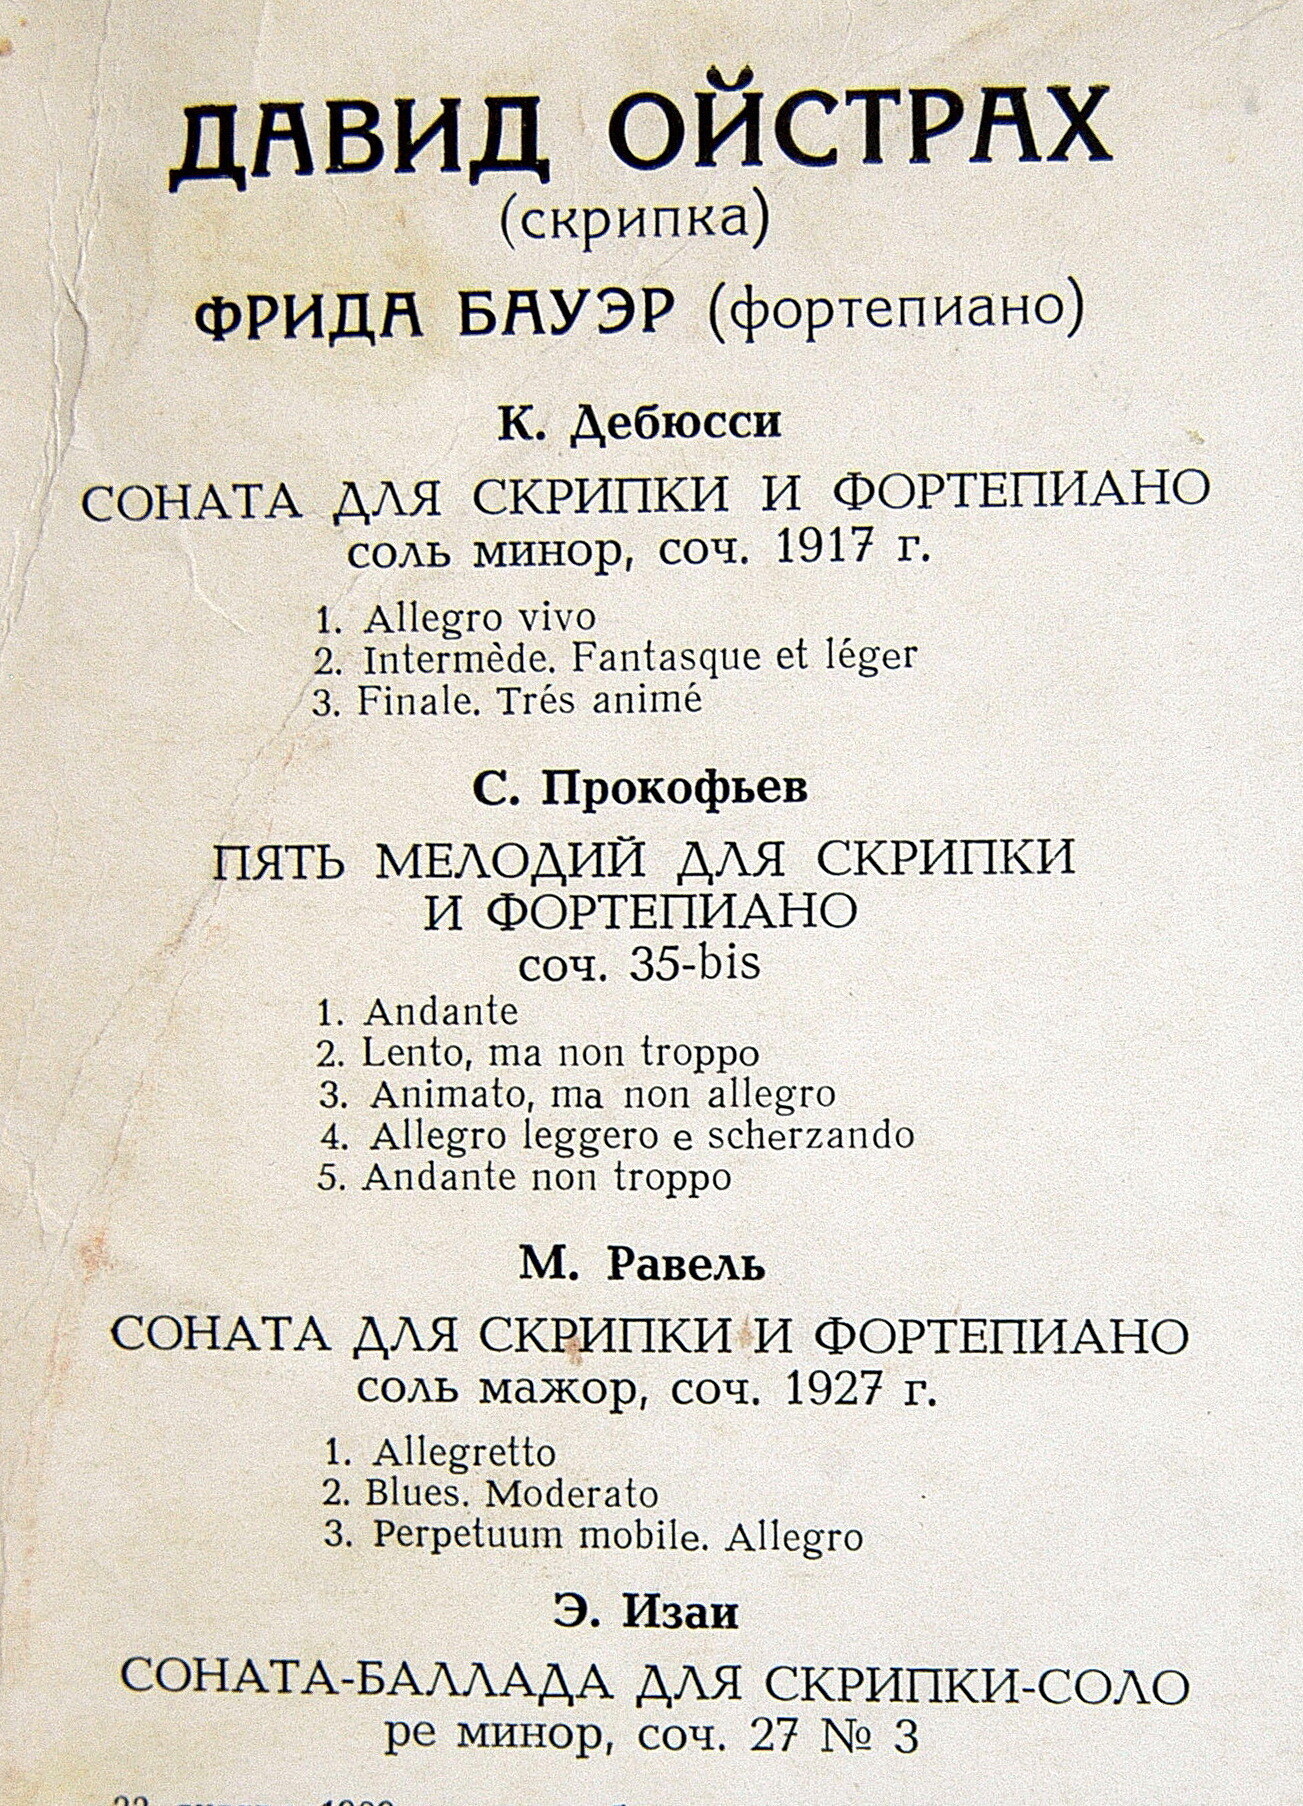 ДАВИД ОЙСТРАХ
(скрипка)
ФРИДА БАУЭР (фортепиано)
К. Дебюсси
СОНАТА ДЛЯ СКРИПКИ И ФОРТЕПИАНО
соль минор, соч. 1917 г.
1. Allegro vivo
2. Intermède. Fantasque et léger
3. Finale. Trés animé
С. Прокофьев
ПЯТЬ МЕЛОДИЙ ДЛЯ СКРИПКИ
И ФОРТЕПИАНО
соч. 35-bis
1. Andante
2. Lento, ma non troppo
3. Animato, ma non allegro
4. Allegro leggero e scherzando
5. Andante non troppo
М. Равель
СОНАТА ДЛЯ СКРИПКИ И ФОРТЕПИАНО
соль мажор, соч. 1927 г.
1. Allegretto
2. Blues. Moderato
3. Perpetuum mobile. Allegro
Э. Изаи
СОНАТА-БАЛЛАДА ДЛЯ СКРИПКИ-СОЛО
ре минор, соч. 27 № 3